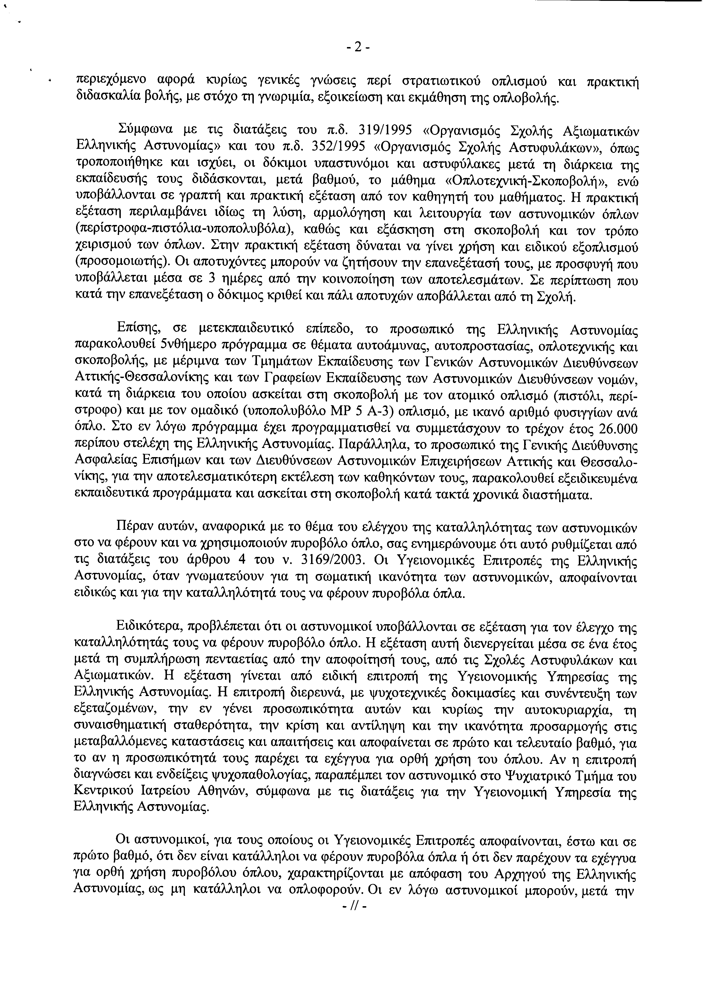 - 2 -
περιεχόμενο αφορά κυρίως γενικές γνώσεις περί στρατιωτικού οπλισμού και πρακτική
διδασκαλία βολής, με στόχο τη γνωριμία, εξοικείωση και εκμάθηση της οπλοβολής.
Σύμφωνα με τις διατάξεις του π.δ. 319/1995 «Οργανισμός Σχολής Αξιωματικών
Ελληνικής Αστυνομίας» και του π.δ. 352/1995 «Οργανισμός Σχολής Αστυφυλάκων», όπως
τροποποιήθηκε και ισχύει, οι δόκιμοι υπαστυνόμοι και αστυφύλακες μετά τη διάρκεια της
εκπαίδευσής τους διδάσκονται, μετά βαθμού, το μάθημα «Οπλοτεχνική-Σκοποβολή», ενώ
υποβάλλονται σε γραπτή και πρακτική εξέταση από τον καθηγητή του μαθήματος. Η πρακτική
εξέταση περιλαμβάνει ιδίως τη λύση, αρμολόγηση και λειτουργία των αστυνομικών όπλων
(περίστροφα-πιστόλια-υποπολυβόλα), καθώς και εξάσκηση στη σκοποβολή και τον τρόπο
χειρισμού των όπλων. Στην πρακτική εξέταση δύναται να γίνει χρήση και ειδικού εξοπλισμού
(προσομοιωτής). Οι αποτυχόντες μπορούν να ζητήσουν την επανεξέτασή τους, με προσφυγή που
υποβάλλεται μέσα σε 3 ημέρες από την κοινοποίηση των αποτελεσμάτων. Σε περίπτωση που
κατά την επανεξέταση ο δόκιμος κριθεί και πάλι αποτυχών αποβάλλεται από τη Σχολή.
Επίσης, σε μετεκπαιδευτικό επίπεδο, το προσωπικό της Ελληνικής Αστυνομίας
παρακολουθεί 5νθήμερο πρόγραμμα σε θέματα αυτοάμυνας, αυτοπροστασίας, οπλοτεχνικής και
σκοποβολής, με μέριμνα των Τμημάτων Εκπαίδευσης των Γενικών Αστυνομικών Διευθύνσεων
Αττικής-Θεσσαλονίκης και των Γραφείων Εκπαίδευσης των Αστυνομικών Διευθύνσεων νομών,
κατά τη διάρκεια του οποίου ασκείται στη σκοποβολή με τον ατομικό οπλισμό (πιστόλι, περί-
στροφο) και με τον ομαδικό (υποπολυβόλο MP 5 A-3) οπλισμό, με ικανό αριθμό φυσιγγίων ανά
όπλο. Στο εν λόγω πρόγραμμα έχει προγραμματισθεί να συμμετάσχουν το τρέχον έτος 26.000
περίπου στελέχη της Ελληνικής Αστυνομίας. Παράλληλα, το προσωπικό της Γενικής Διεύθυνσης
Ασφαλείας Επισήμων και των Διευθύνσεων Αστυνομικών Επιχειρήσεων Αττικής και Θεσσαλο-
νίκης, για την αποτελεσματικότερη εκτέλεση των καθηκόντων τους, παρακολουθεί εξειδικευμένα
εκπαιδευτικά προγράμματα και ασκείται στη σκοποβολή κατά τακτά χρονικά διαστήματα.
Πέραν αυτών, αναφορικά με το θέμα του ελέγχου της καταλληλότητας των αστυνομικών
στο να φέρουν και να χρησιμοποιούν πυροβόλο όπλο, σας ενημερώνουμε ότι αυτό ρυθμίζεται από
τις διατάξεις του άρθρου 4 του ν. 3169/2003. Οι Υγειονομικές Επιτροπές της Ελληνικής
Αστυνομίας, όταν γνωματεύουν για τη σωματική ικανότητα των αστυνομικών, αποφαίνονται
ειδικώς και για την καταλληλότητά τους να φέρουν πυροβόλα όπλα.
Ειδικότερα, προβλέπεται ότι οι αστυνομικοί υποβάλλονται σε εξέταση για τον έλεγχο της
καταλληλότητάς τους να φέρουν πυροβόλο όπλο. Η εξέταση αυτή διενεργείται μέσα σε ένα έτος
μετά τη συμπλήρωση πενταετίας από την αποφοίτησή τους, από τις Σχολές Αστυφυλάκων και
Αξιωματικών. Η εξέταση γίνεται από ειδική επιτροπή της Υγειονομικής Υπηρεσίας της
Ελληνικής Αστυνομίας. Η επιτροπή διερευνά, με ψυχοτεχνικές δοκιμασίες και συνέντευξη των
εξεταζομένων, την εν γένει προσωπικότητα αυτών και κυρίως την αυτοκυριαρχία, τη
συναισθηματική σταθερότητα, την κρίση και αντίληψη και την ικανότητα προσαρμογής στις
μεταβαλλόμενες καταστάσεις και απαιτήσεις και αποφαίνεται σε πρώτο και τελευταίο βαθμό, για
το αν η προσωπικότητά τους παρέχει τα εχέγγυα για ορθή χρήση του όπλου. Αν η επιτροπή
διαγνώσει και ενδείξεις ψυχοπαθολογίας, παραπέμπει τον αστυνομικό στο Ψυχιατρικό Τμήμα του
Κεντρικού Ιατρείου Αθηνών, σύμφωνα με τις διατάξεις για την Υγειονομική Υπηρεσία της
Ελληνικής Αστυνομίας.
Οι αστυνομικοί, για τους οποίους οι Υγειονομικές Επιτροπές αποφαίνονται, έστω και σε
πρώτο βαθμό, ότι δεν είναι κατάλληλοι να φέρουν πυροβόλα όπλα ή ότι δεν παρέχουν τα εχέγγυα
για ορθή χρήση πυροβόλου όπλου, χαρακτηρίζονται με απόφαση του Αρχηγού της Ελληνικής
Αστυνομίας, ως μη κατάλληλοι να οπλοφορούν. Οι εν λόγω αστυνομικοί μπορούν, μετά την
- // -